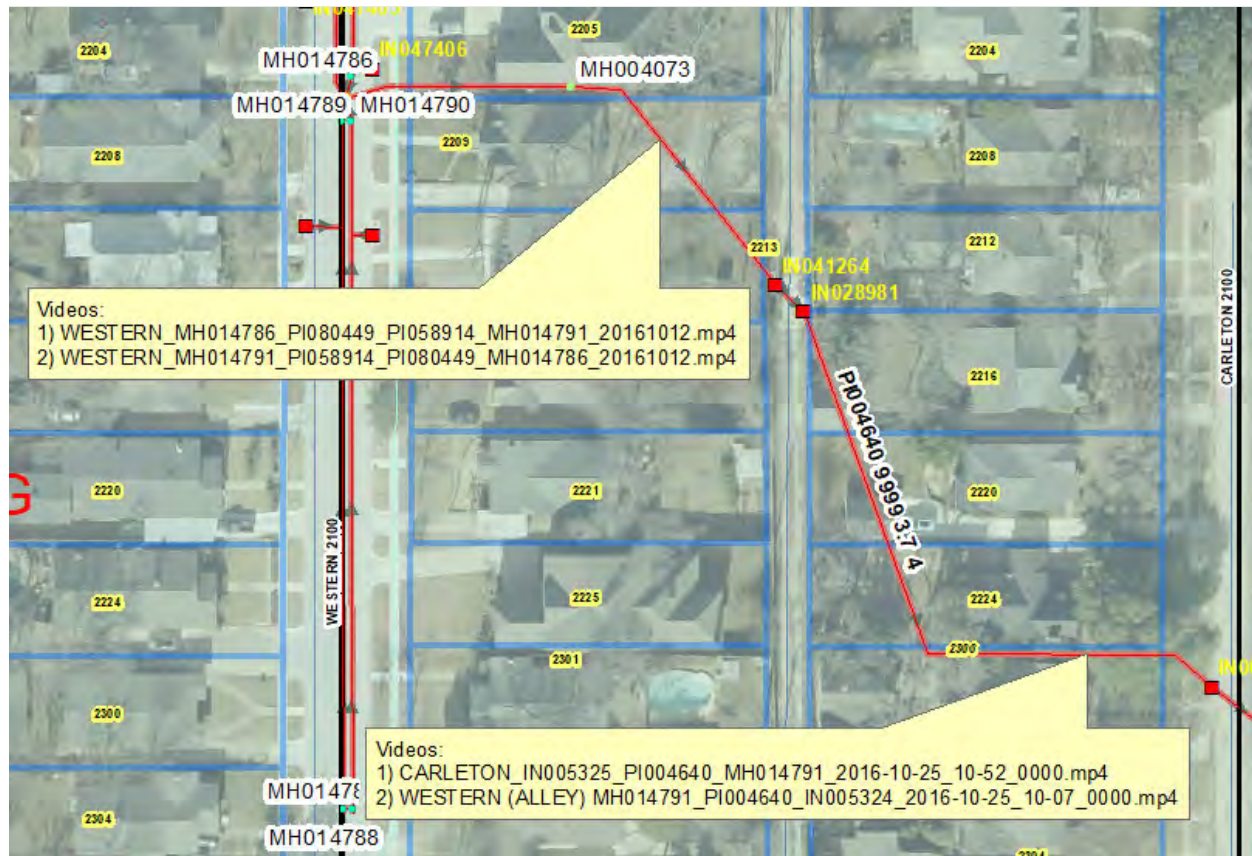 2204
2205
2204
MH014786
IN047406
MH004073
MH014789
MH014790
2208
2209
2208
2212
2213
IN041264
IN028981
CARLETON 2100
Videos:
1) WESTERN_MH014786_PI080449_PI058914_MH014791_20161012.mp4
2) WESTERN_MH014791_PI058914_PI080449_MH014786_20161012.mp4
2216
PI004640 99993.7 4
G
2220
2221
2220
WESTERN 2100
2224
2225
2224
2301
2300
2300
Videos:
1) CARLETON_IN005325_PI004640_MH014791_2016-10-25_10-52_0000.mp4
2) WESTERN (ALLEY) MH014791_PI004640_IN005324_2016-10-25_10-07_0000.mp4
2304
MH014788